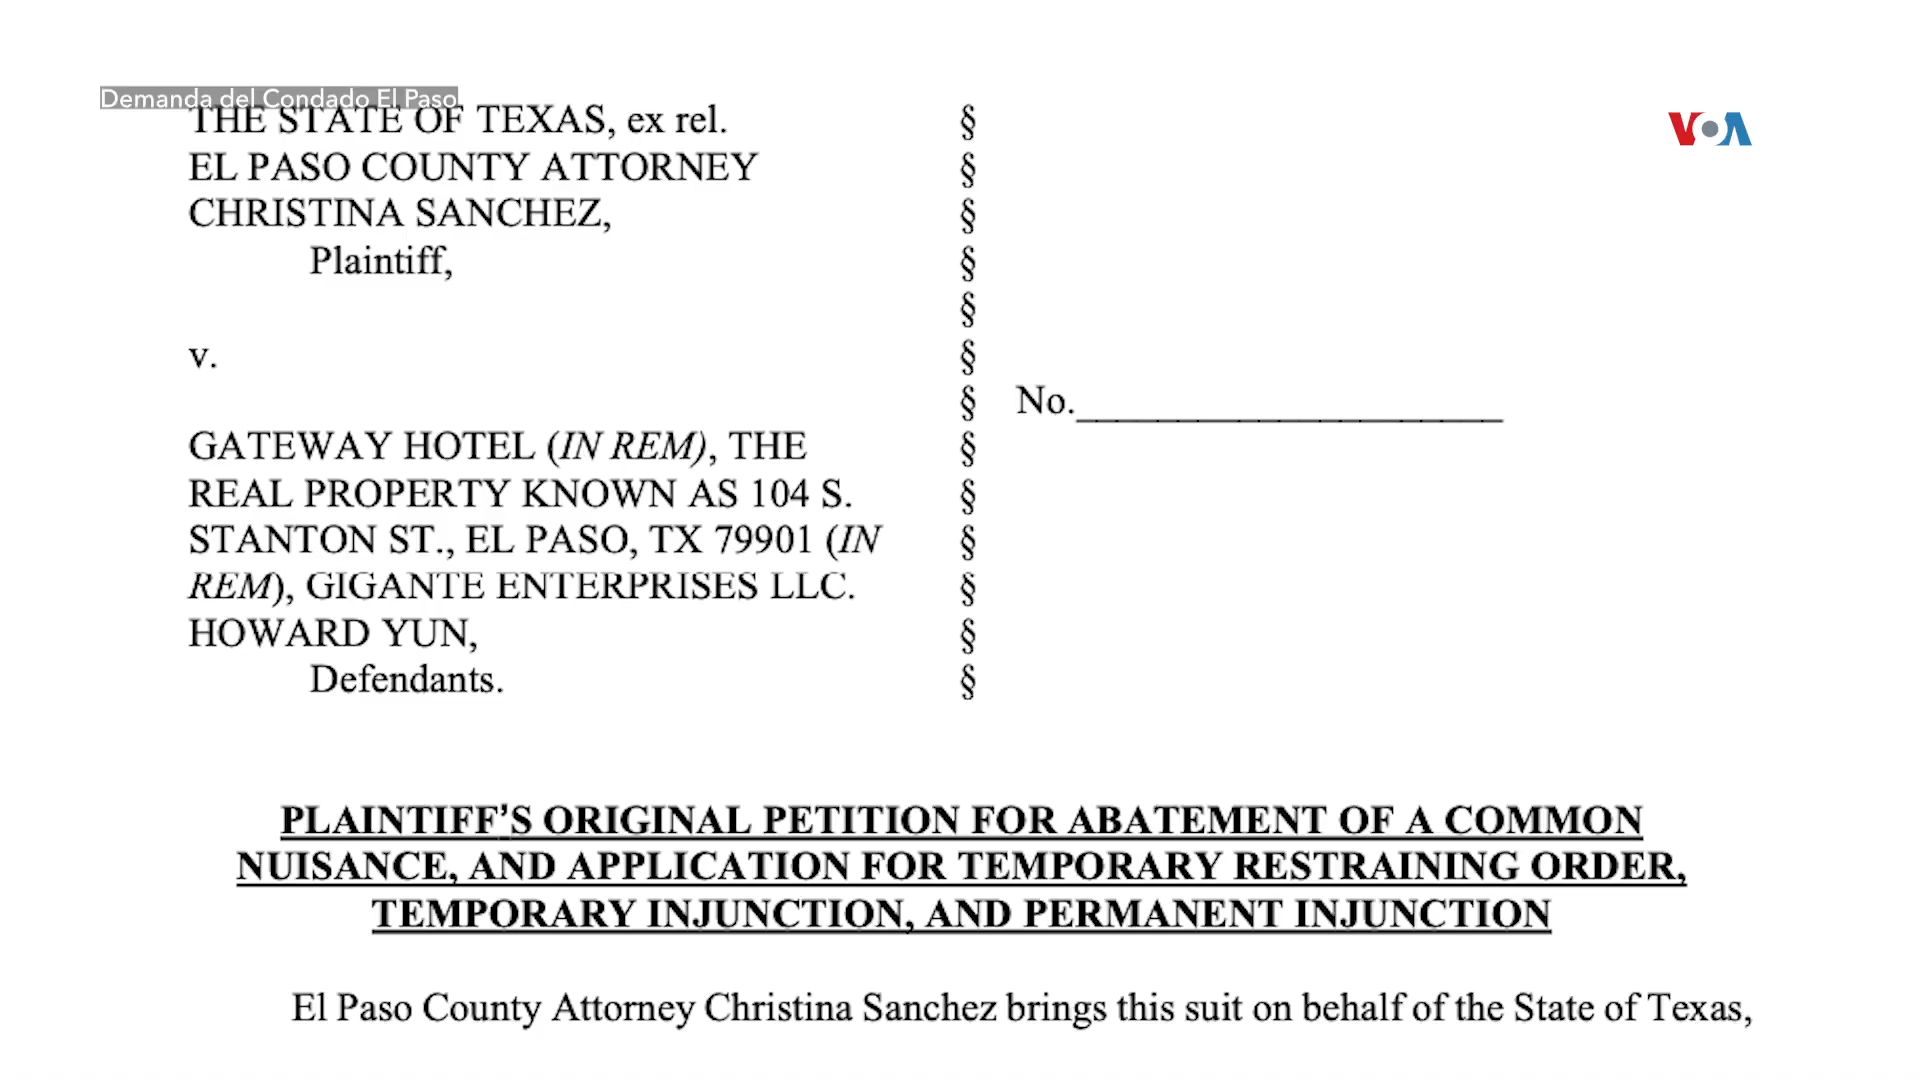 Demanda del Condado El Paso
VOA
THE STATE OF TEXAS, ex rel. §
EL PASO COUNTY ATTORNEY §
CHRISTINA SANCHEZ, §
Plaintiff, §
§
v. §
§ No.____________________
GATEWAY HOTEL (IN REM), THE §
REAL PROPERTY KNOWN AS 104 S. §
STANTON ST., EL PASO, TX 79901 (IN §
REM), GIGANTE ENTERPRISES LLC. §
HOWARD YUN, §
Defendants. §
PLAINTIFF'S ORIGINAL PETITION FOR ABATEMENT OF A COMMON
NUISANCE, AND APPLICATION FOR TEMPORARY RESTRAINING ORDER,
TEMPORARY INJUNCTION, AND PERMANENT INJUNCTION
El Paso County Attorney Christina Sanchez brings this suit on behalf of the State of Texas,